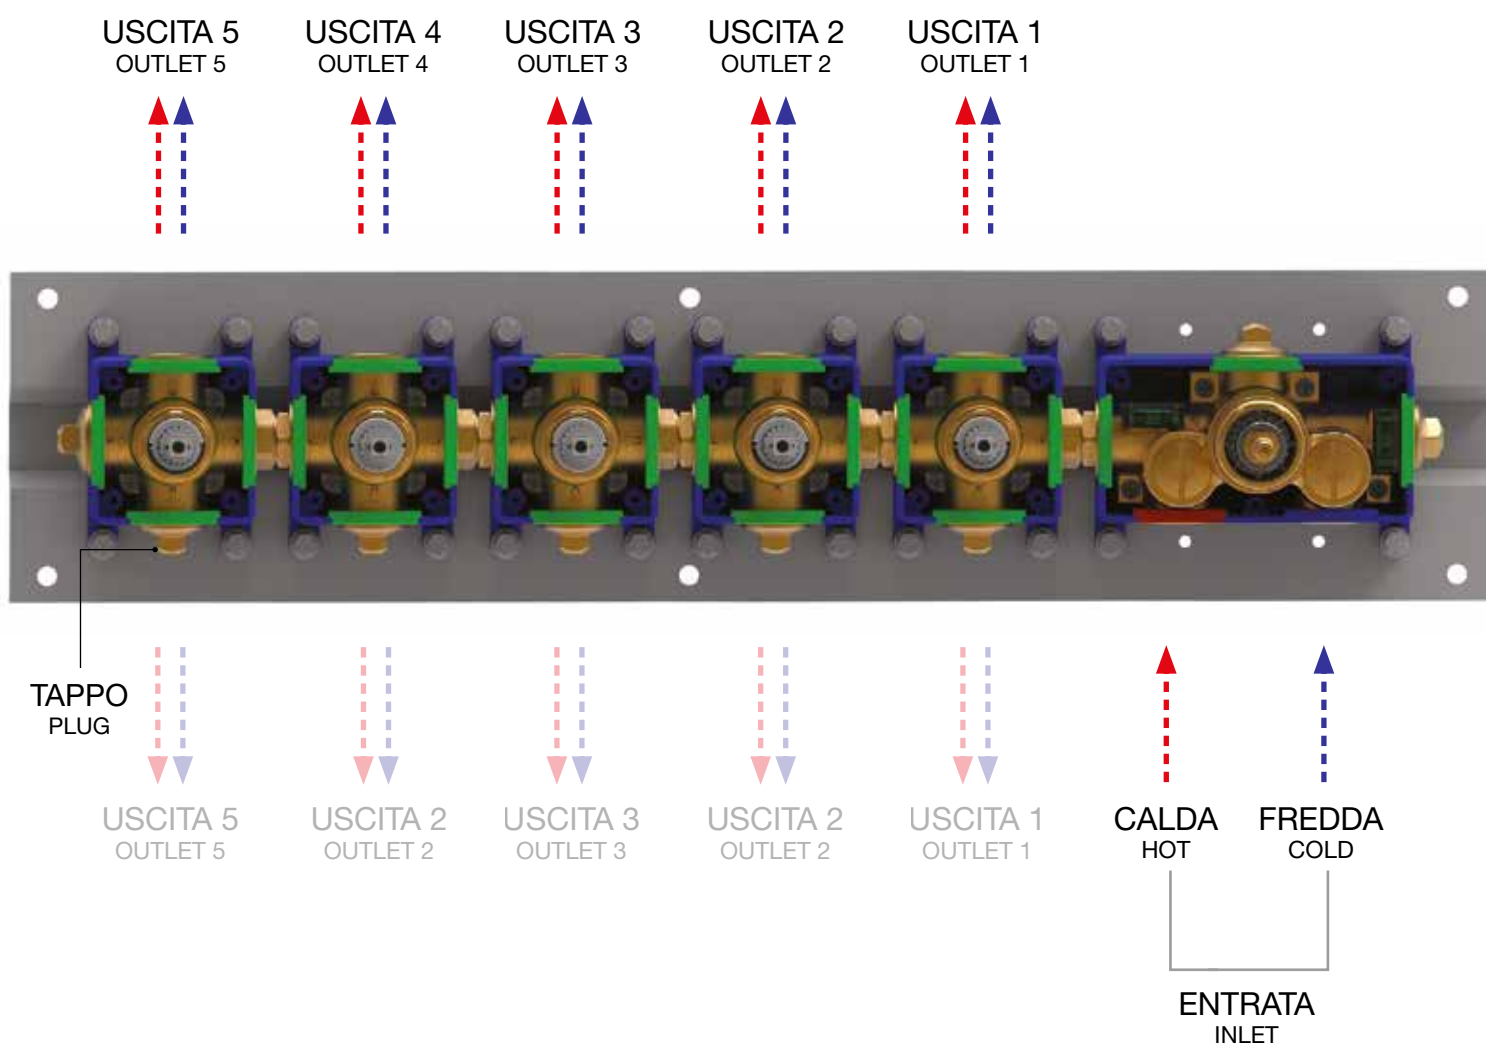 USCITA 5
OUTLET 5
USCITA 4
OUTLET 4
USCITA 3
OUTLET 3
USCITA 2
OUTLET 2
USCITA 1
OUTLET 1
TAPPO
PLUG
USCITA 5
OUTLET 5
USCITA 2
OUTLET 2
USCITA 3
OUTLET 3
USCITA 2
OUTLET 2
USCITA 1
OUTLET 1
CALDA
HOT
FREDDA
COLD
ENTRATA
INLET